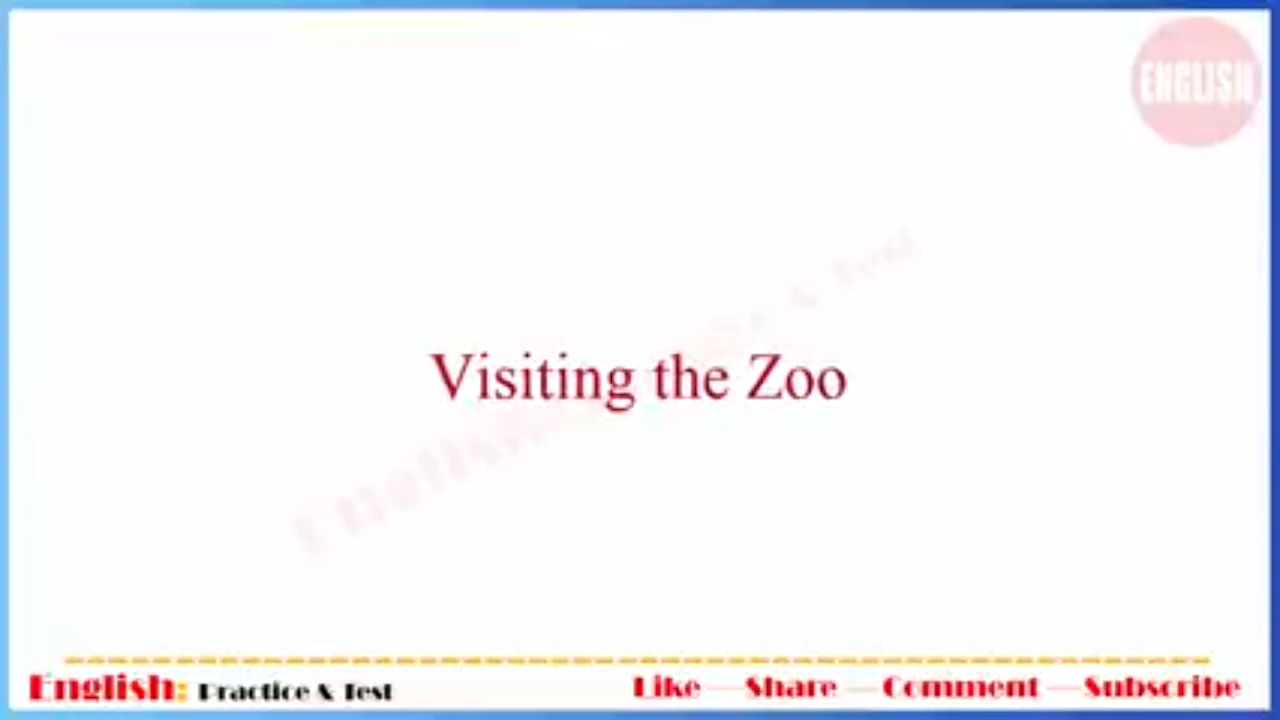 ENGLISH
Visiting the Zoo
English: Practice & Test
Like — Share — Comment — Subscribe